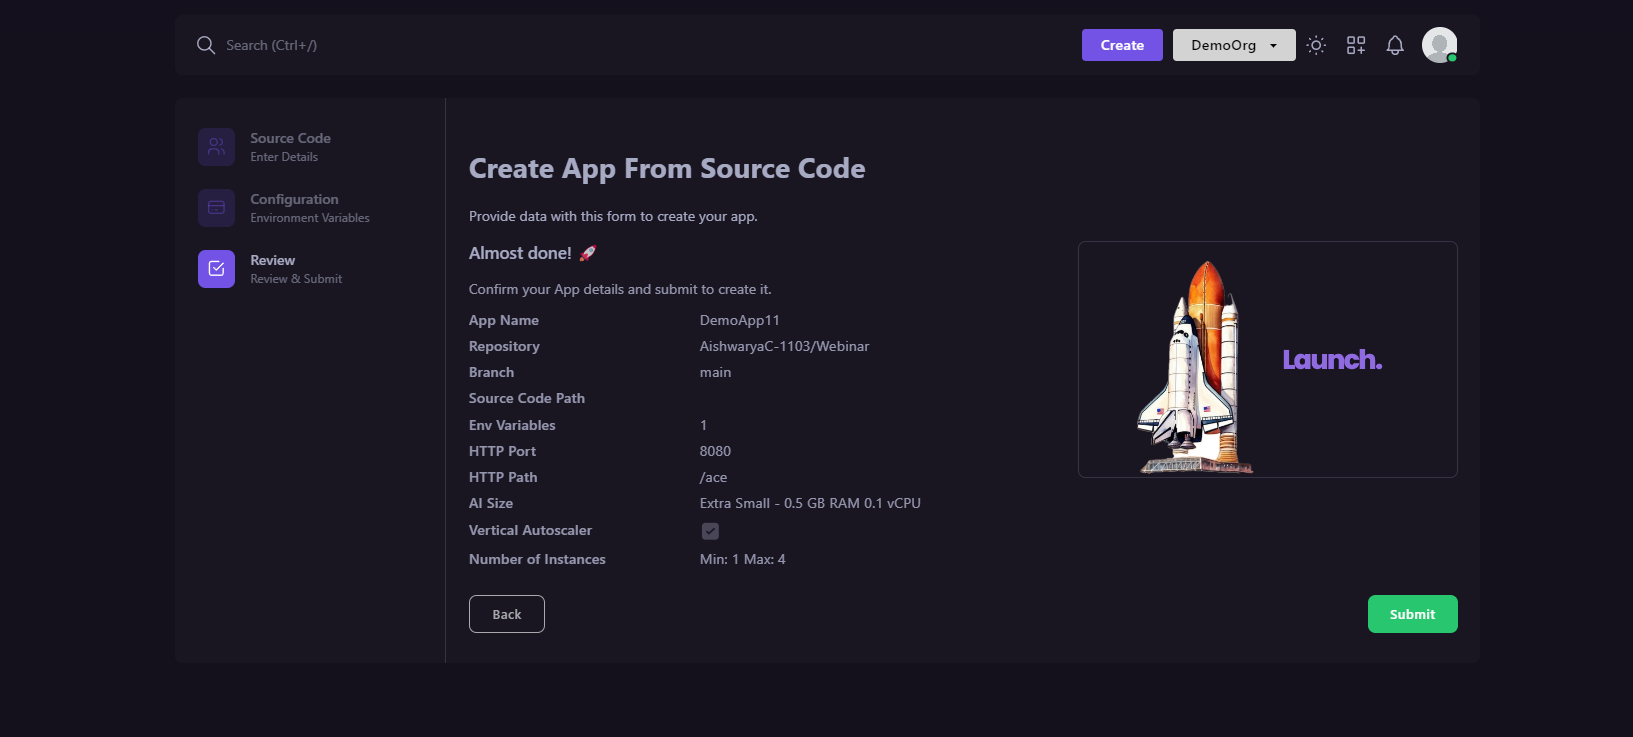 Search (Ctrl+/)
Create
DemoOrg
Source Code
Enter Details
Configuration
Environment Variables
Review
Review & Submit
Create App From Source Code
Provide data with this form to create your app.
Almost done! 🚀
Confirm your App details and submit to create it.
App Name DemoApp11
Repository AishwaryaC-1103/Webinar
Branch main
Source Code Path
Env Variables 1
HTTP Port 8080
HTTP Path /ace
AI Size Extra Small - 0.5 GB RAM 0.1 vCPU
Vertical Autoscaler
Number of Instances Min: 1 Max: 4
Launch.
Back
Submit